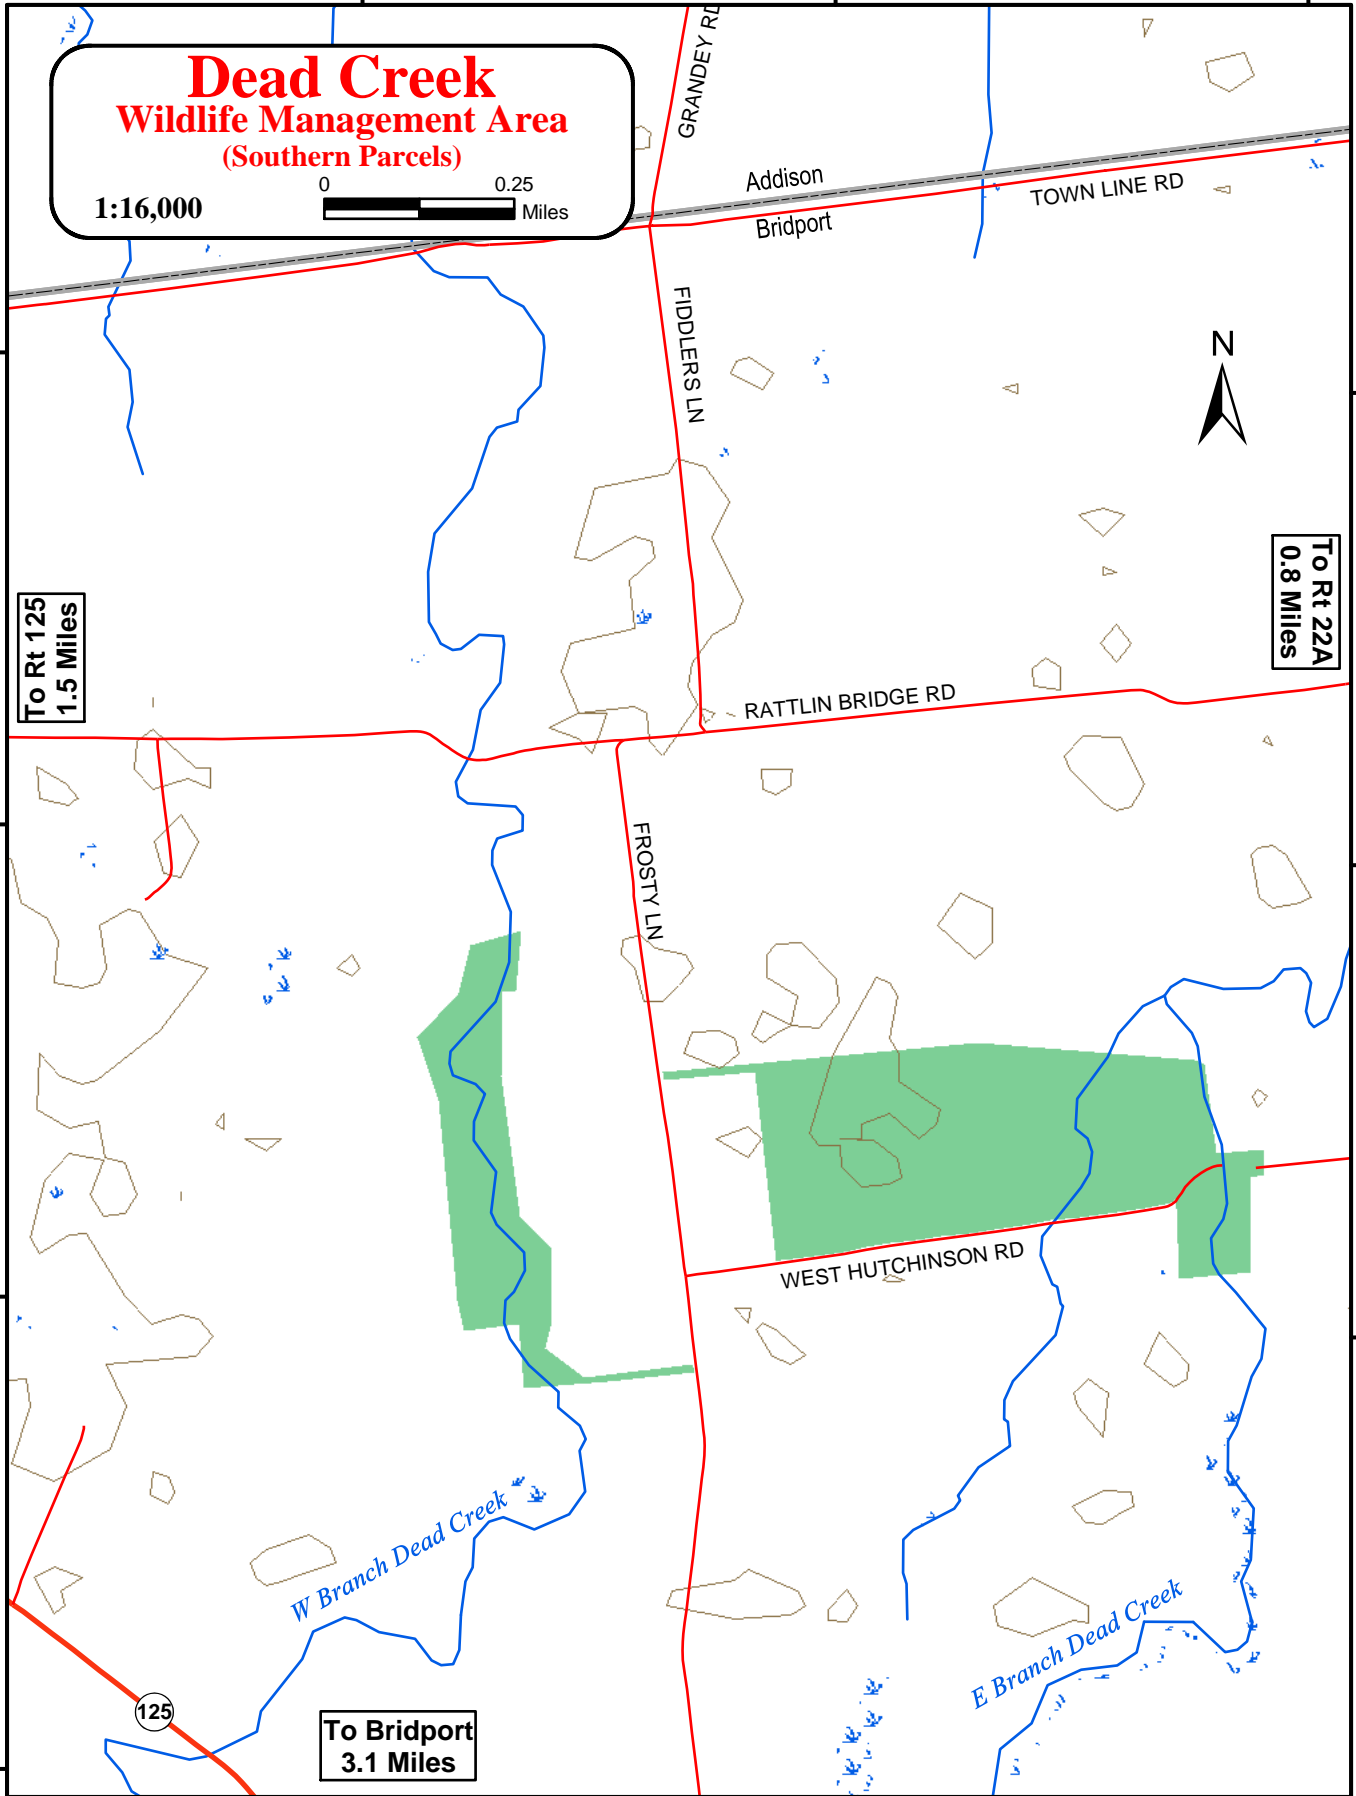 Dead Creek
Wildlife Management Area
(Southern Parcels)
1:16,000
0 0.25
Miles
GRANDEY RD
Addison
Bridport
TOWN LINE RD
FIDDLERS LN
N
To Rt 22A
0.8 Miles
To Rt 125
1.5 Miles
RATTLIN BRIDGE RD
FROSTY LN
WEST HUTCHINSON RD
W Branch Dead Creek
E Branch Dead Creek
125
To Bridport
3.1 Miles